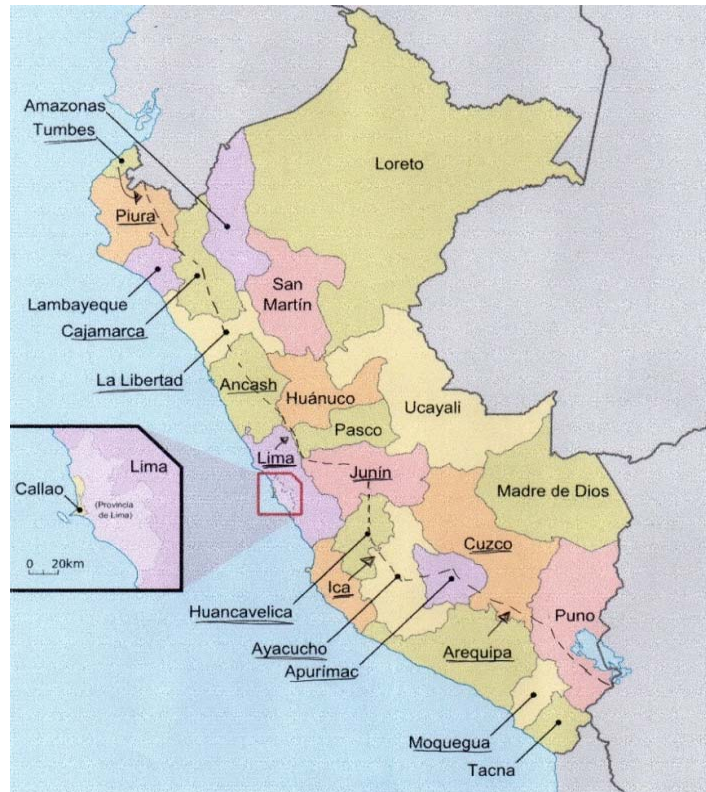 Amazonas
Tumbes
Loreto
Piura
San
Martín
Lambayeque
Cajamarca
La Libertad
Ancash
Huánuco
Ucayali
Pasco
Lima
Lima
Junín
Callao
(Provincia
de Lima)
Madre de Dios
Cuzco
0 20km
Ica
Huancavelica
Puno
Ayacucho
Arequipa
Apurímac
Moquegua
Tacna